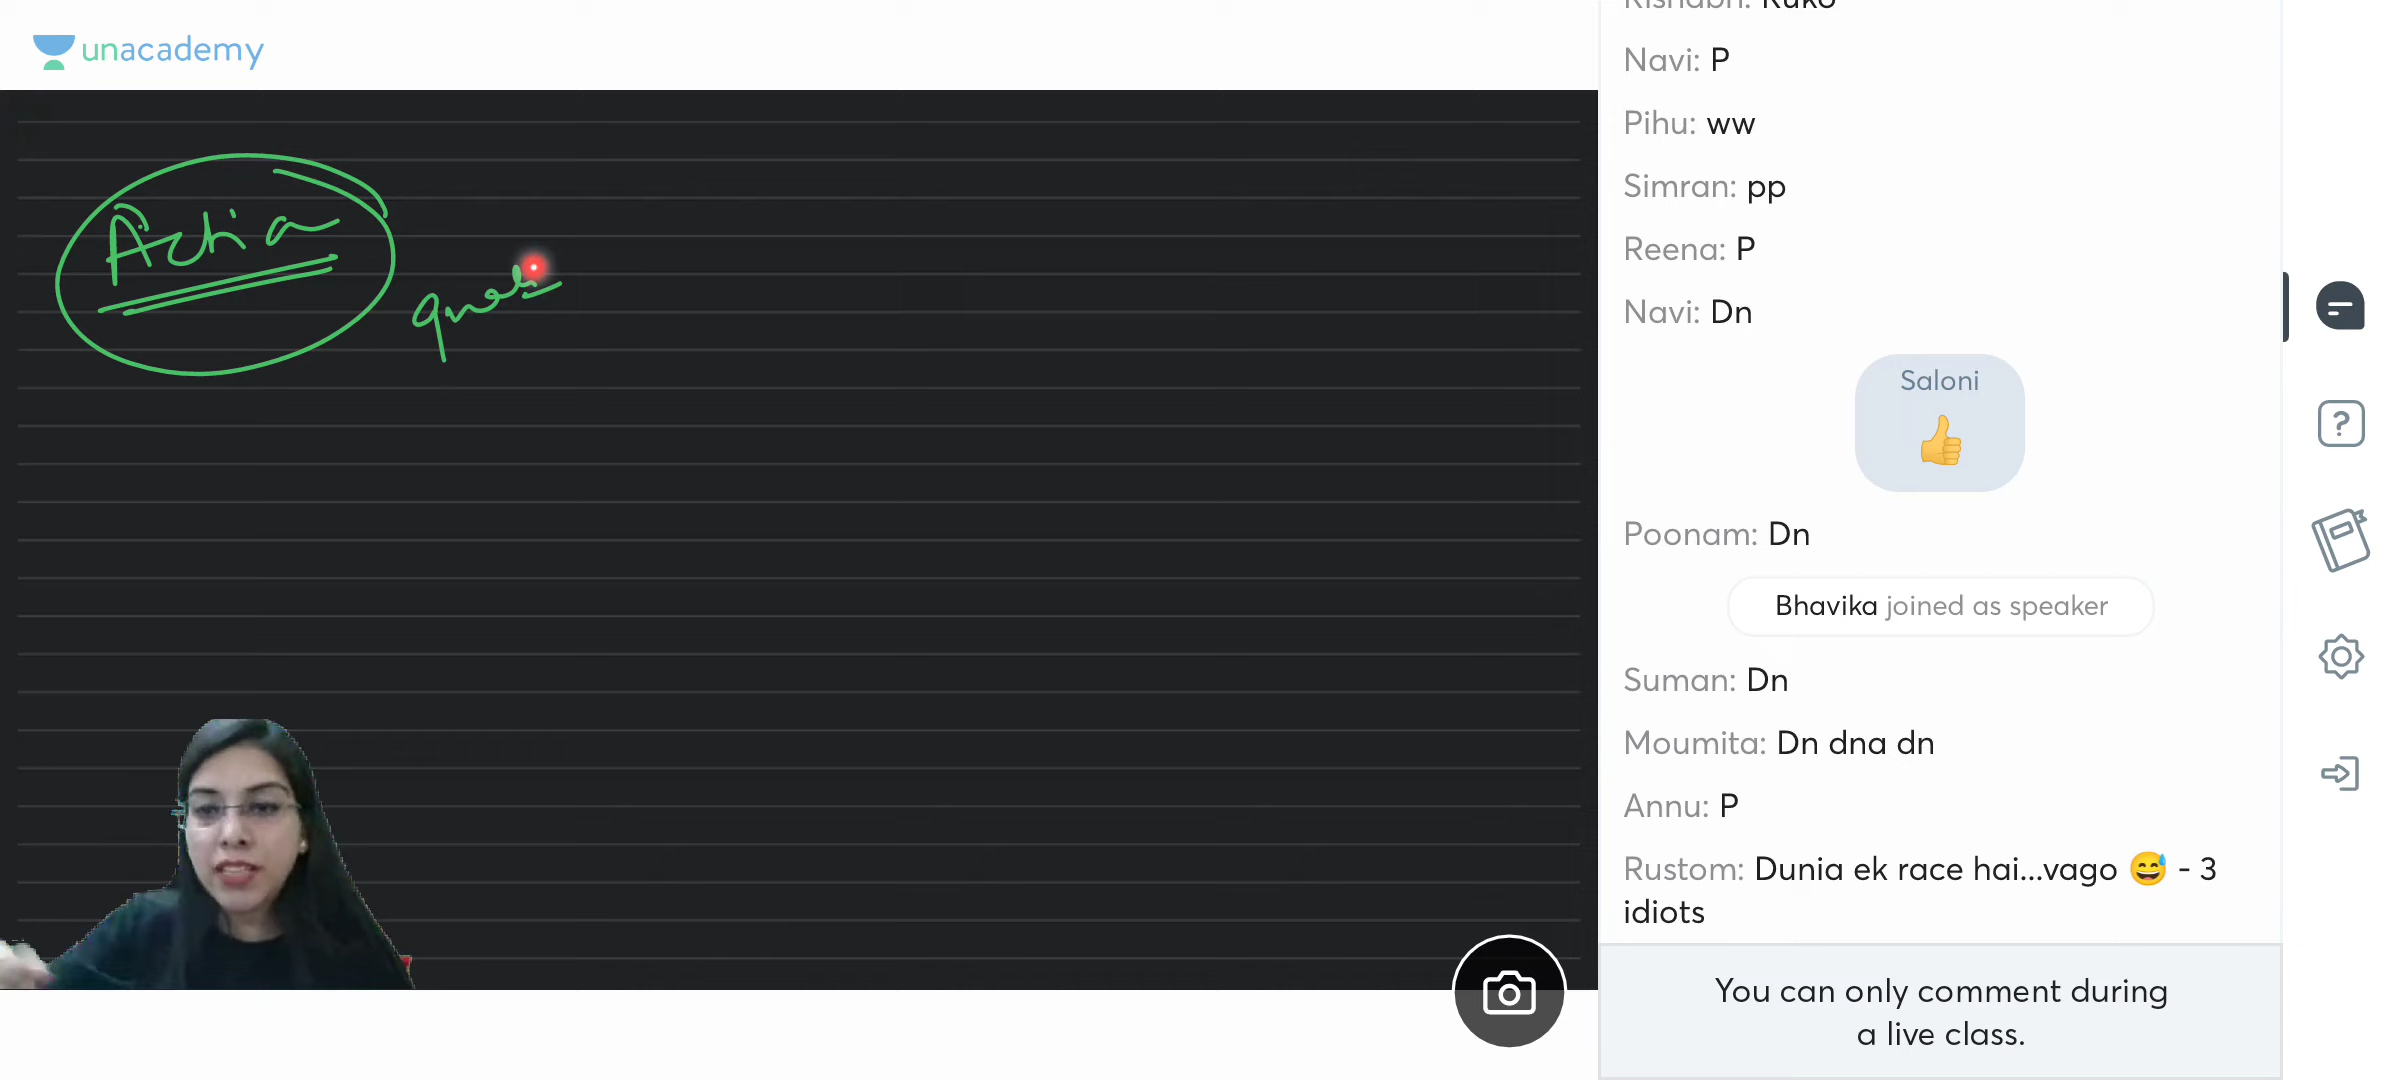 unacademy
Action
Navi: P
Pihu: ww
Simran: pp
Reena: P
Navi: Dn
Saloni
👍
Poonam: Dn
Bhavika joined as speaker
Suman: Dn
Moumita: Dn dna dn
Annu: P
Rustom: Dunia ek race hai...vago 😅 - 3
idiots
You can only comment during
a live class.
?